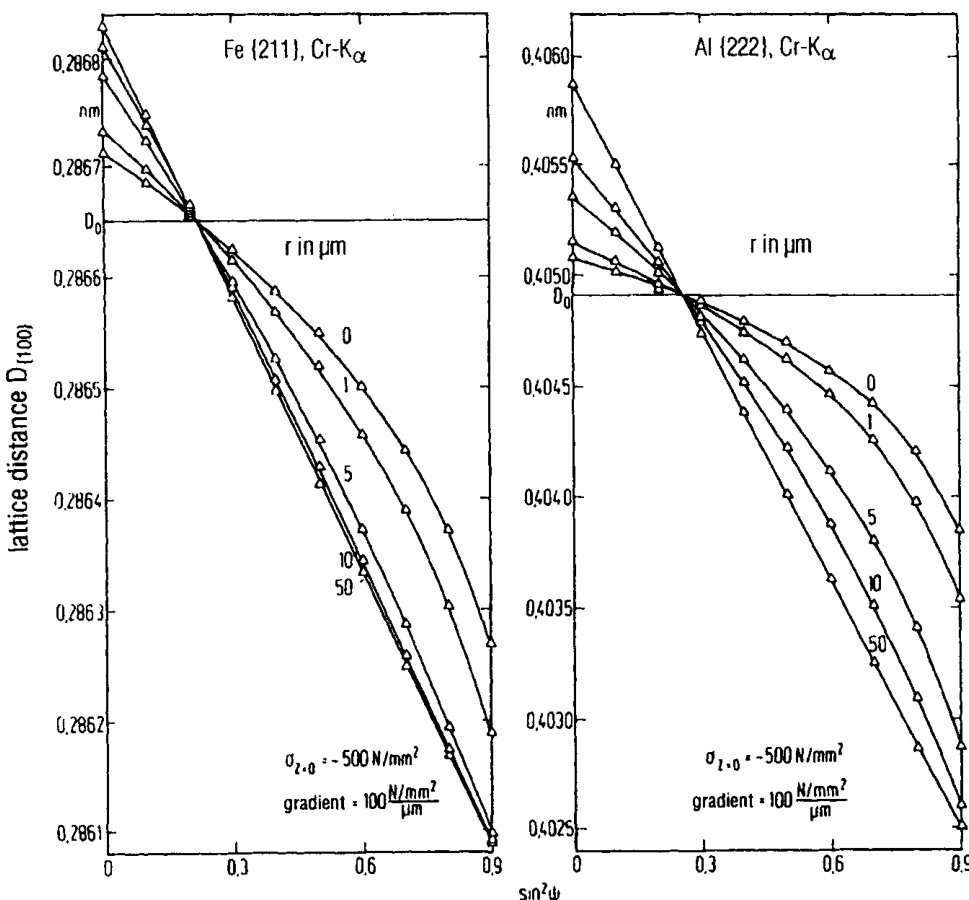 lattice distance D{100}
Fe {211}, Cr-Kα
0,2868
nm
0,2867
D0
0,2866
0,2865
0,2864
0,2863
0,2862
0,2861
r in μm
0
1
5
10
50
σz=0 = -500 N/mm²
gradient = 100 N/mm²/μm
0
0,3
0,6
0,9
Al {222}, Cr-Kα
0,4060
nm
0,4055
0,4050
D0
0,4045
0,4040
0,4035
0,4030
0,4025
r in μm
0
1
5
10
50
σz=0 = -500 N/mm²
gradient = 100 N/mm²/μm
0
0,3
0,6
0,9
sin²ψ